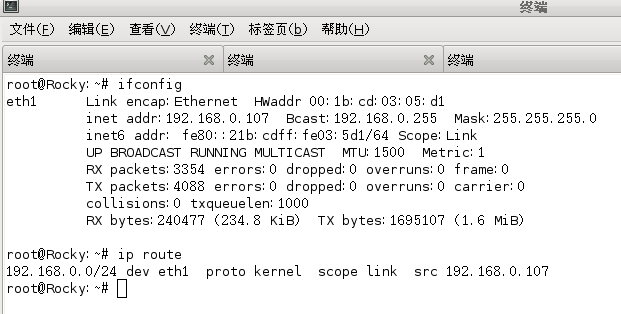 终端
文件(F) 编辑(E) 查看(V) 终端(T) 标签页(b) 帮助(H)
终端 终端 终端
root@Rocky:~# ifconfig
eth1 Link encap:Ethernet HWaddr 00:1b:cd:03:05:d1
inet addr:192.168.0.107 Bcast:192.168.0.255 Mask:255.255.255.0
inet6 addr: fe80::21b:cdff:fe03:5d1/64 Scope:Link
UP BROADCAST RUNNING MULTICAST MTU:1500 Metric:1
RX packets:3354 errors:0 dropped:0 overruns:0 frame:0
TX packets:4088 errors:0 dropped:0 overruns:0 carrier:0
collisions:0 txqueuelen:1000
RX bytes:240477 (234.8 KiB) TX bytes:1695107 (1.6 MiB)
root@Rocky:~# ip route
192.168.0.0/24 dev eth1 proto kernel scope link src 192.168.0.107
root@Rocky:~#